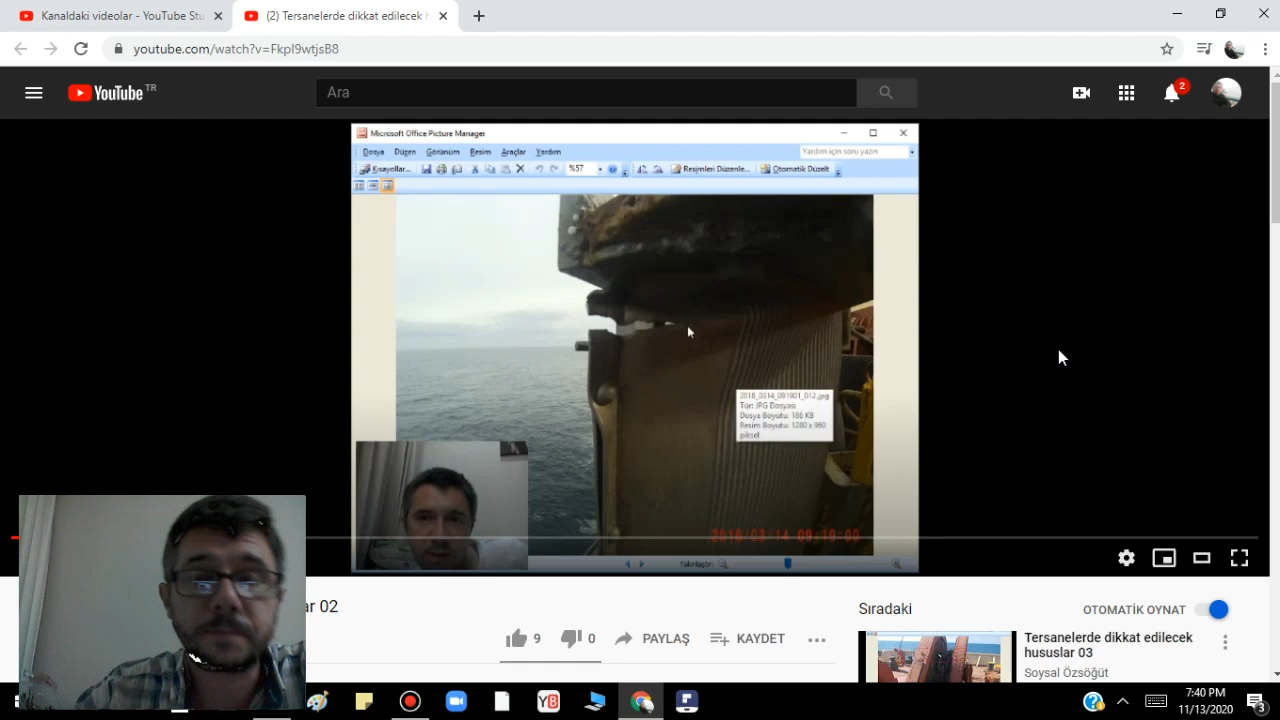 Kanaldaki videolar - YouTube Stu
(2) Tersanelerde dikkat edilecek h
youtube.com/watch?v=FkpI9wtjsB8
YouTube TR
Ara
2
Microsoft Office Picture Manager
Dosya Düzen Görünüm Resim Araçlar Yardım
Yardım için soru yazın
Kısayollar...
%57
Resimleri Düzenle...
Otomatik Düzelt
2018_0314_091901_012.jpg
Tür: JPG Dosyası
Dosya Boyutu: 186 KB
Resim Boyutu: 1280 x 960
piksel
2018/03/14 09:19:00
Yakınlaştır:
ar 02
9
0
PAYLAŞ
KAYDET
Sıradaki
OTOMATİK OYNAT
Tersanelerde dikkat edilecek
hususlar 03
Soysal Özsöğüt
YB
7:40 PM
11/13/2020
3